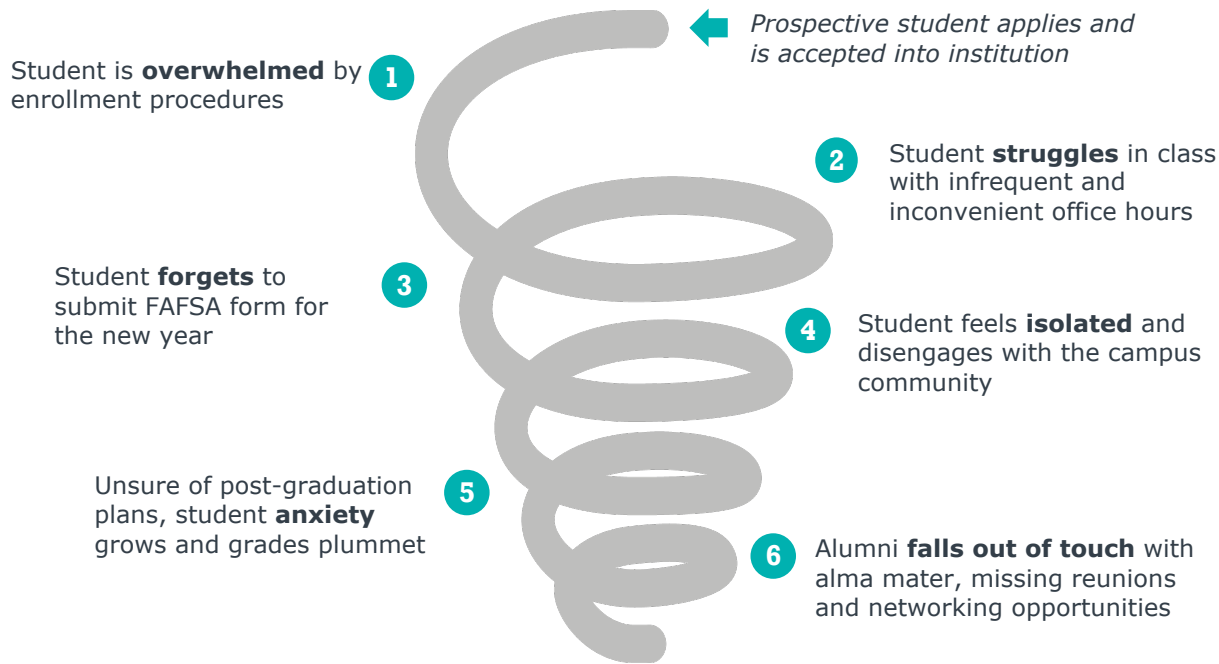 Prospective student applies and
is accepted into institution
1
Student is overwhelmed by
enrollment procedures
2
Student struggles in class
with infrequent and
inconvenient office hours
3
Student forgets to
submit FAFSA form for
the new year
4
Student feels isolated and
disengages with the campus
community
5
Unsure of post-graduation
plans, student anxiety
grows and grades plummet
6
Alumni falls out of touch with
alma mater, missing reunions
and networking opportunities